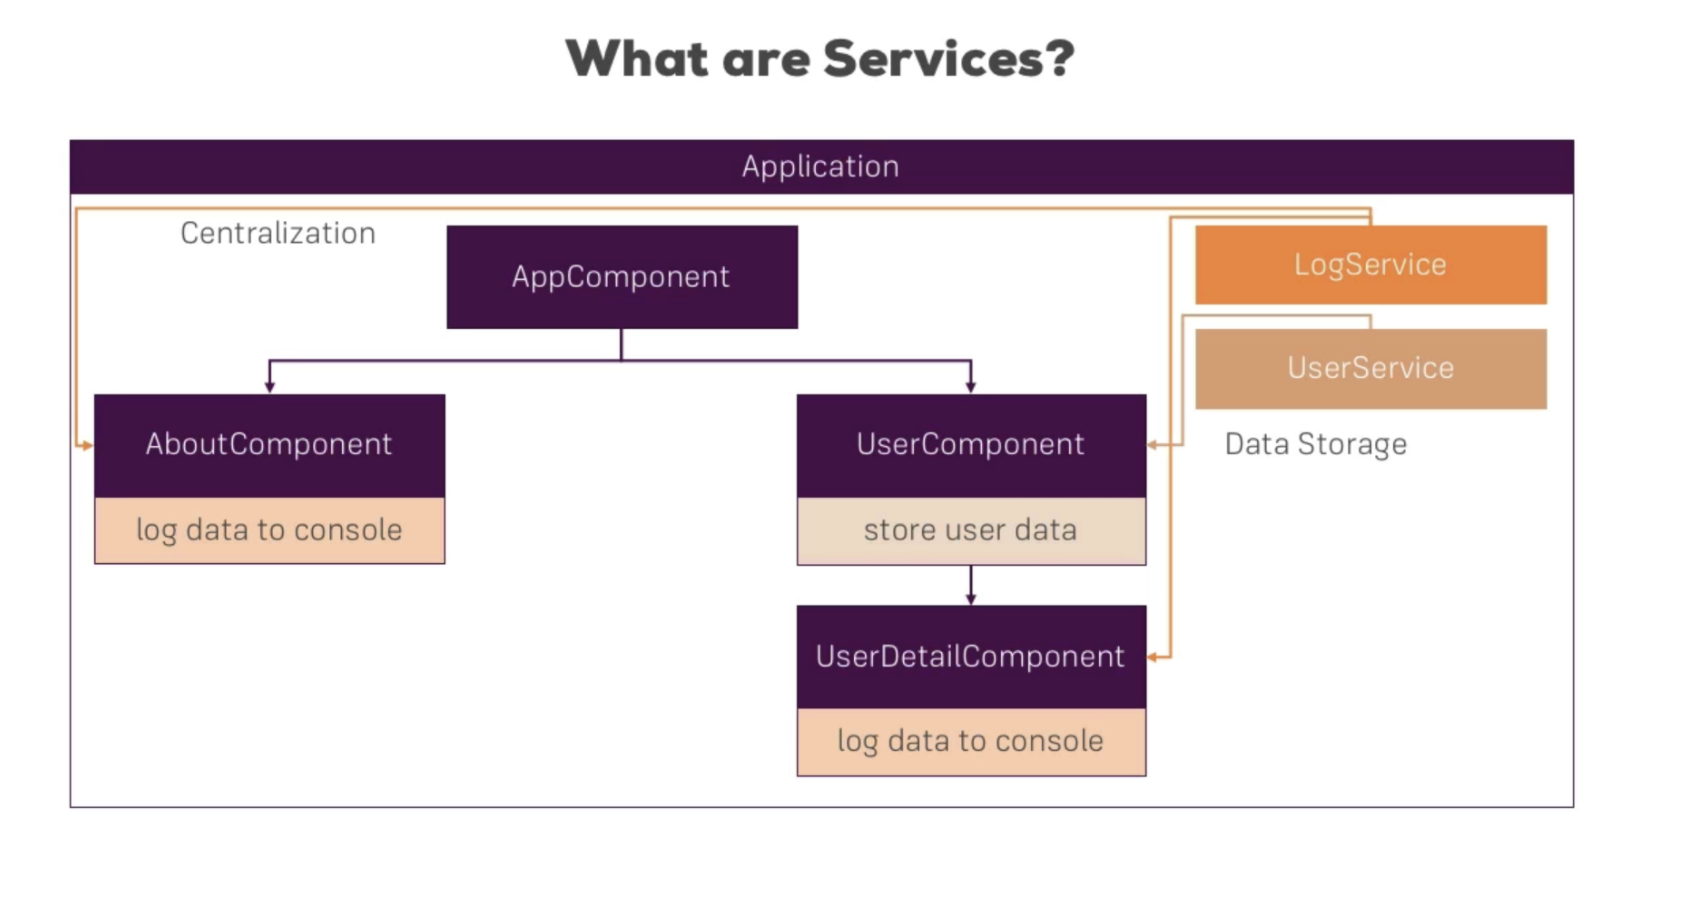 What are Services?
Application
Centralization
AppComponent
LogService
UserService
AboutComponent
UserComponent
Data Storage
log data to console
store user data
UserDetailComponent
log data to console